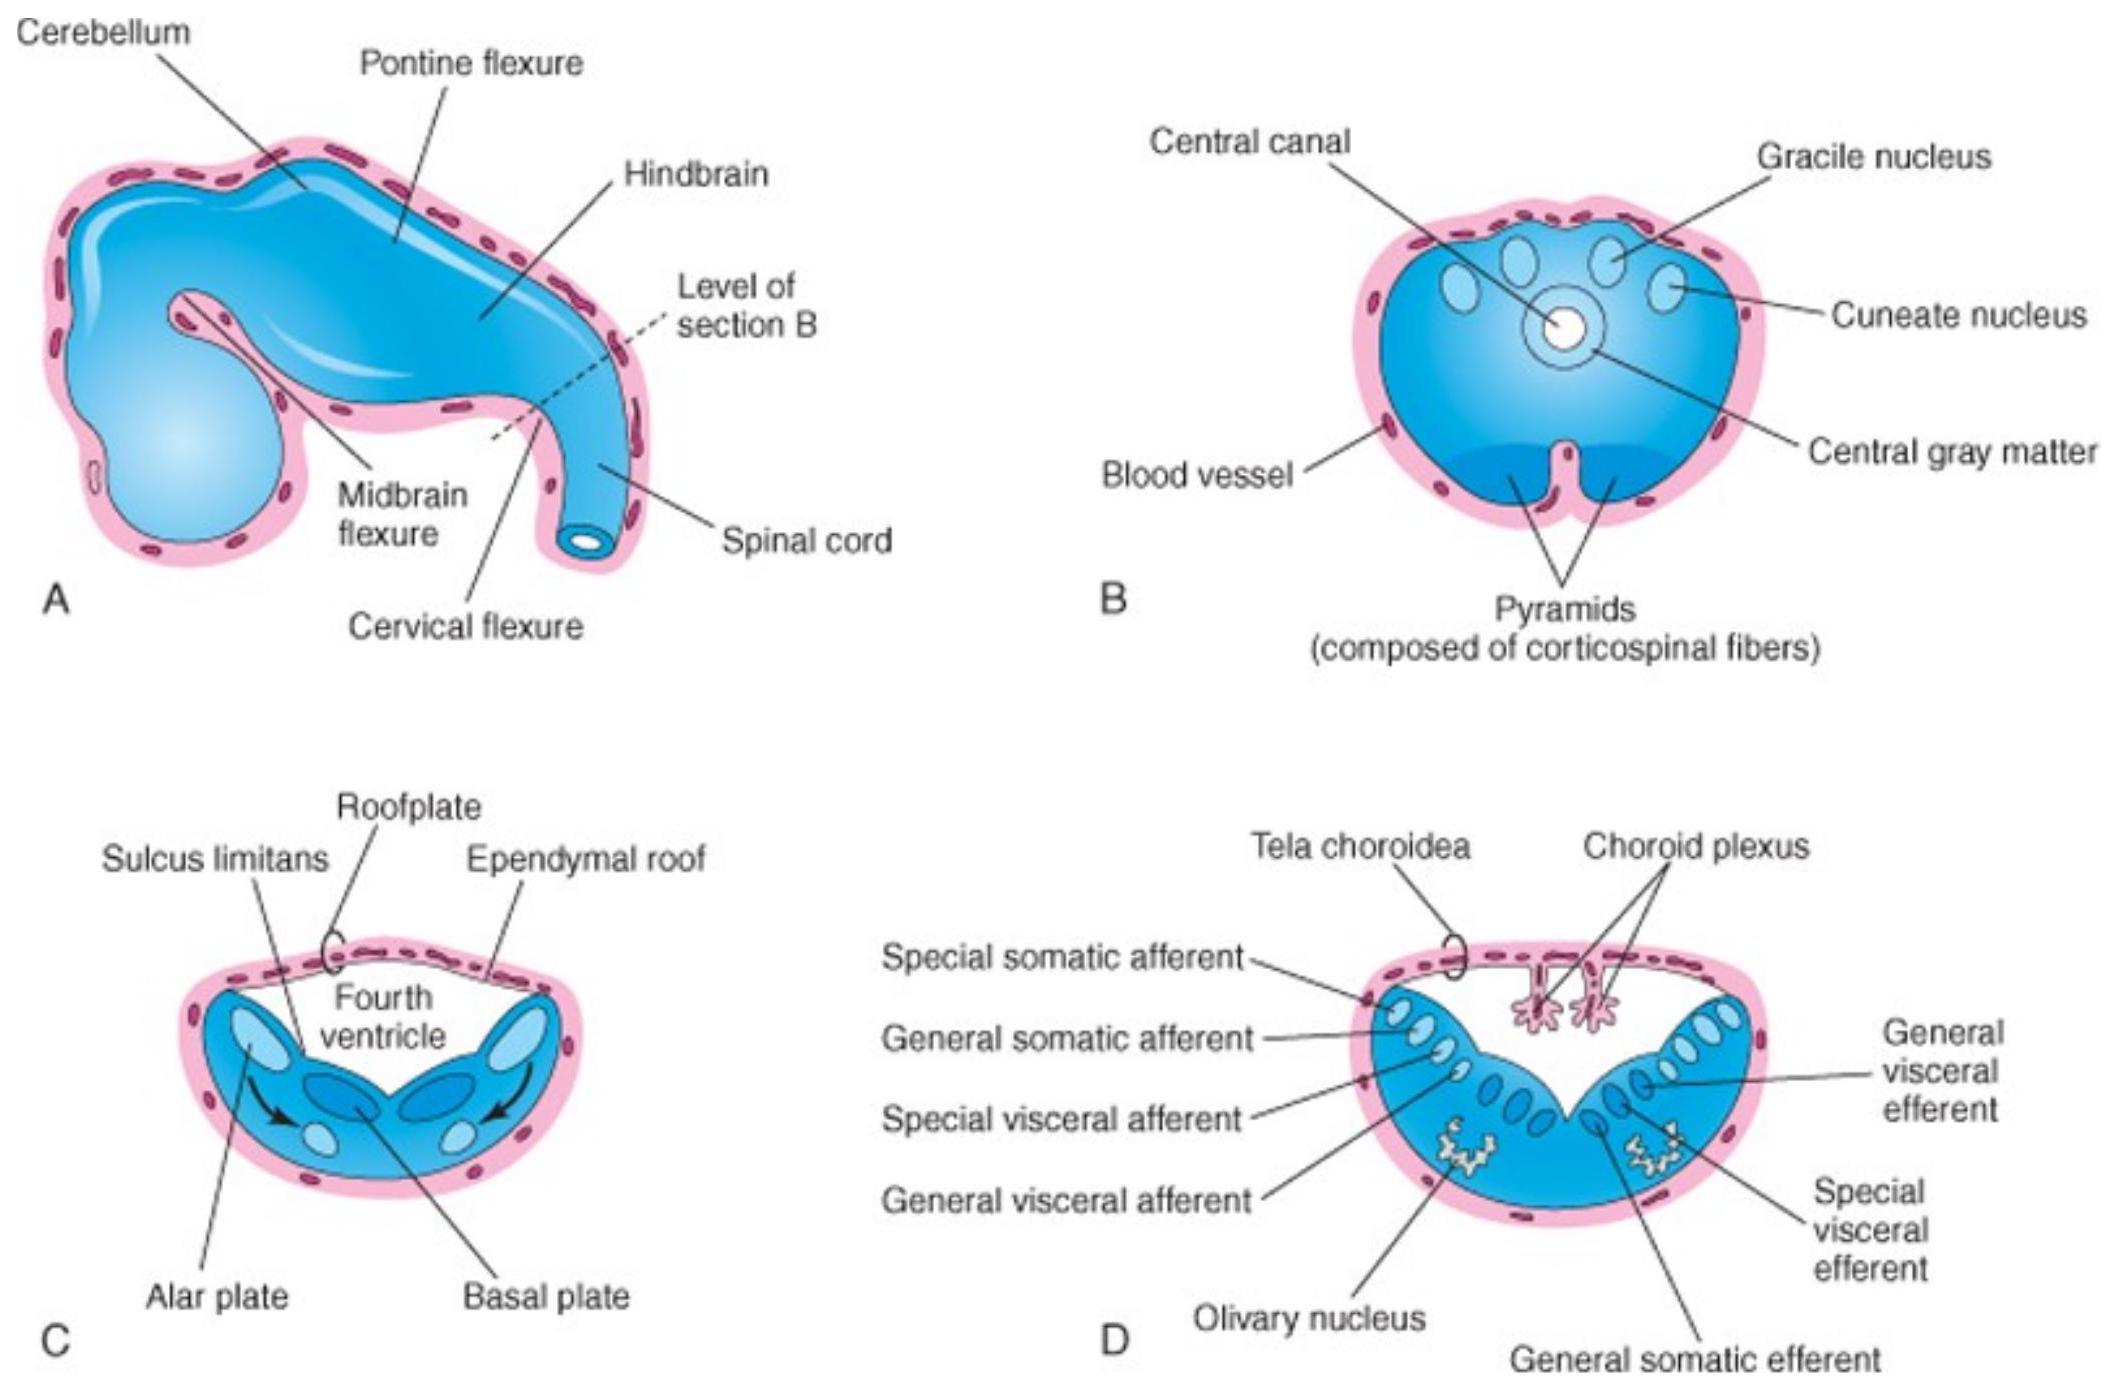 Cerebellum
Pontine flexure
Hindbrain
Level of
section B
Midbrain
flexure
Spinal cord
Cervical flexure
A
Central canal
Gracile nucleus
Cuneate nucleus
Central gray matter
Blood vessel
Pyramids
(composed of corticospinal fibers)
B
Roofplate
Sulcus limitans
Ependymal roof
Fourth
ventricle
Alar plate
Basal plate
C
Tela choroidea
Choroid plexus
Special somatic afferent
General somatic afferent
Special visceral afferent
General visceral afferent
General
visceral
efferent
Special
visceral
efferent
Olivary nucleus
General somatic efferent
D